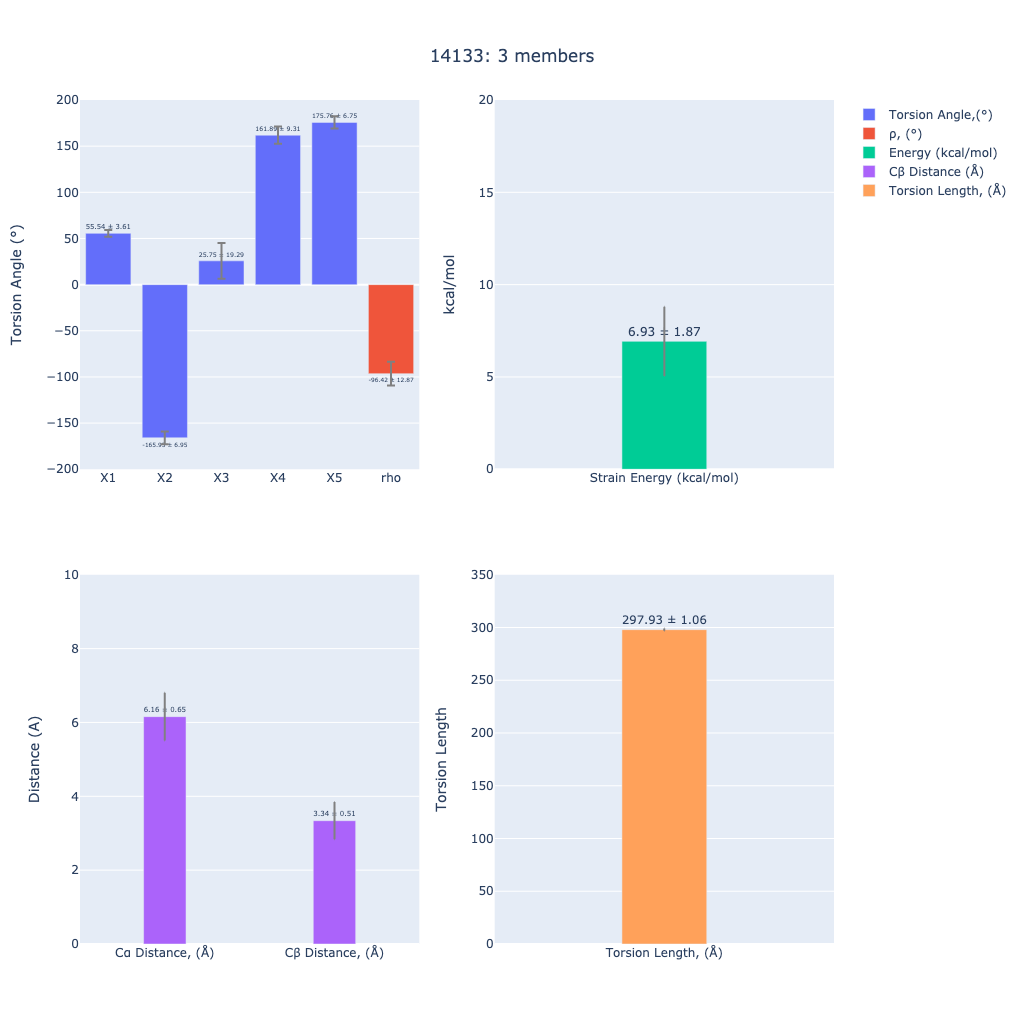 14133: 3 members
200
150
100
50
0
−50
−100
−150
−200
Torsion Angle (°)
55.54 ± 3.61
25.75 ± 19.29
161.89 ± 9.31
175.76 ± 6.75
-96.42 ± 12.87
± 6.95
X1 X2 X3 X4 X5 rho
20
15
10
5
0
kcal/mol
6.93 ± 1.87
Strain Energy (kcal/mol)
Torsion Angle,(°)
ρ, (°)
Energy (kcal/mol)
Cβ Distance (Å)
Torsion Length, (Å)
10
8
6
4
2
0
Distance (A)
6.16 ± 0.65
3.34 ± 0.51
Cα Distance, (Å) Cβ Distance, (Å)
350
300
250
200
150
100
50
0
Torsion Length
297.93 ± 1.06
Torsion Length, (Å)